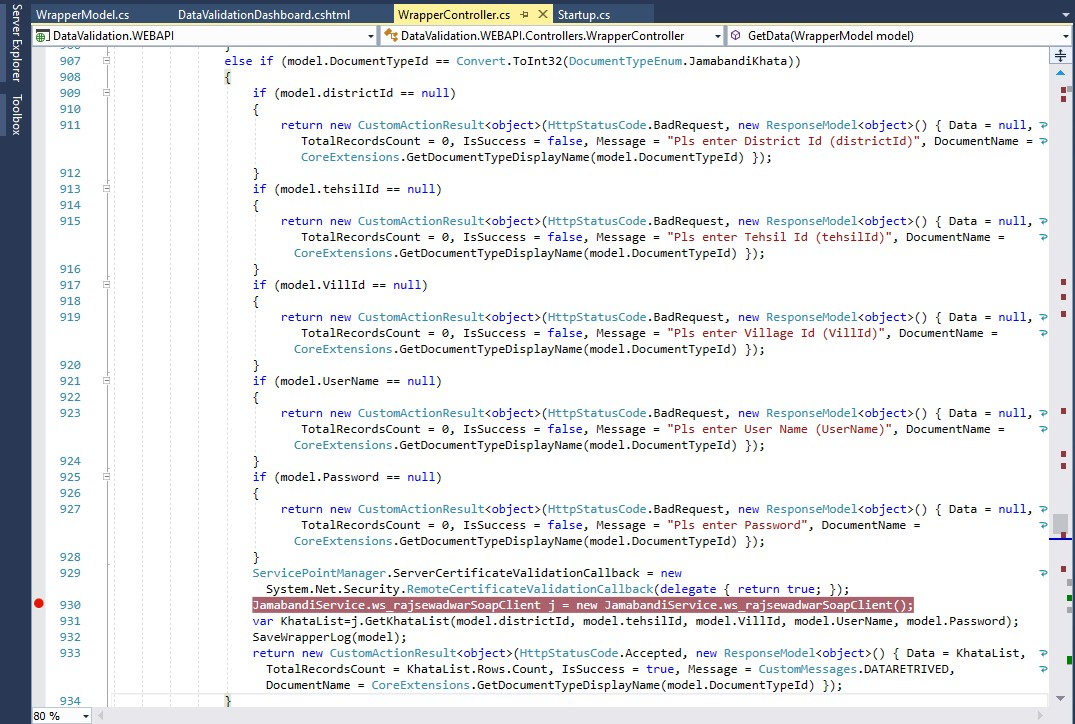 Server Explorer
Toolbox
WrapperModel.cs DataValidationDashboard.cshtml WrapperController.cs Startup.cs
DataValidation.WEBAPI DataValidation.WEBAPI.Controllers.WrapperController GetData(WrapperModel model)
906 }
907 else if (model.DocumentTypeId == Convert.ToInt32(DocumentTypeEnum.JamabandiKhata))
908 {
909 if (model.districtId == null)
910 {
911 return new CustomActionResult<object>(HttpStatusCode.BadRequest, new ResponseModel<object>() { Data = null,
TotalRecordsCount = 0, IsSuccess = false, Message = "Pls enter District Id (districtId)", DocumentName =
CoreExtensions.GetDocumentTypeDisplayName(model.DocumentTypeId) });
912 }
913 if (model.tehsilId == null)
914 {
915 return new CustomActionResult<object>(HttpStatusCode.BadRequest, new ResponseModel<object>() { Data = null,
TotalRecordsCount = 0, IsSuccess = false, Message = "Pls enter Tehsil Id (tehsilId)", DocumentName =
CoreExtensions.GetDocumentTypeDisplayName(model.DocumentTypeId) });
916 }
917 if (model.VillId == null)
918 {
919 return new CustomActionResult<object>(HttpStatusCode.BadRequest, new ResponseModel<object>() { Data = null,
TotalRecordsCount = 0, IsSuccess = false, Message = "Pls enter Village Id (VillId)", DocumentName =
CoreExtensions.GetDocumentTypeDisplayName(model.DocumentTypeId) });
920 }
921 if (model.UserName == null)
922 {
923 return new CustomActionResult<object>(HttpStatusCode.BadRequest, new ResponseModel<object>() { Data = null,
TotalRecordsCount = 0, IsSuccess = false, Message = "Pls enter User Name (UserName)", DocumentName =
CoreExtensions.GetDocumentTypeDisplayName(model.DocumentTypeId) });
924 }
925 if (model.Password == null)
926 {
927 return new CustomActionResult<object>(HttpStatusCode.BadRequest, new ResponseModel<object>() { Data = null,
TotalRecordsCount = 0, IsSuccess = false, Message = "Pls enter Password", DocumentName =
CoreExtensions.GetDocumentTypeDisplayName(model.DocumentTypeId) });
928 }
929 ServicePointManager.ServerCertificateValidationCallback = new
System.Net.Security.RemoteCertificateValidationCallback(delegate { return true; });
930 JamabandiService.ws_rajsewadwarSoapClient j = new JamabandiService.ws_rajsewadwarSoapClient();
931 var KhataList=j.GetKhataList(model.districtId, model.tehsilId, model.VillId, model.UserName, model.Password);
932 SaveWrapperLog(model);
933 return new CustomActionResult<object>(HttpStatusCode.Accepted, new ResponseModel<object>() { Data = KhataList,
TotalRecordsCount = KhataList.Rows.Count, IsSuccess = true, Message = CustomMessages.DATARETRIVED,
DocumentName = CoreExtensions.GetDocumentTypeDisplayName(model.DocumentTypeId) });
934 }
80 %